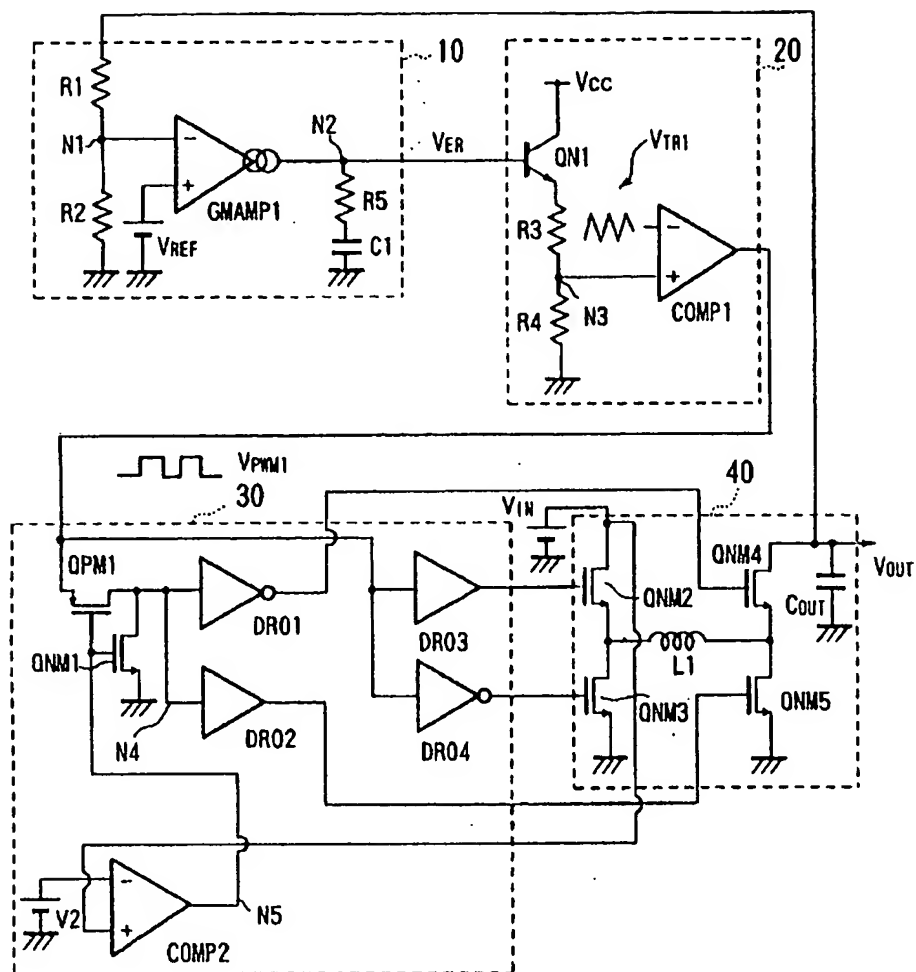 10
R1
N1
R2
VREF
GMAMP1
N2
R5
C1
VER
20
VCC
QN1
VTR1
R3
R4
N3
COMP1
VPWM1
30
QPM1
QNM1
N4
DR01
DR02
DR03
DR04
V2
COMP2
N5
VIN
40
QNM2
QNM3
L1
QNM4
QNM5
COUT
VOUT